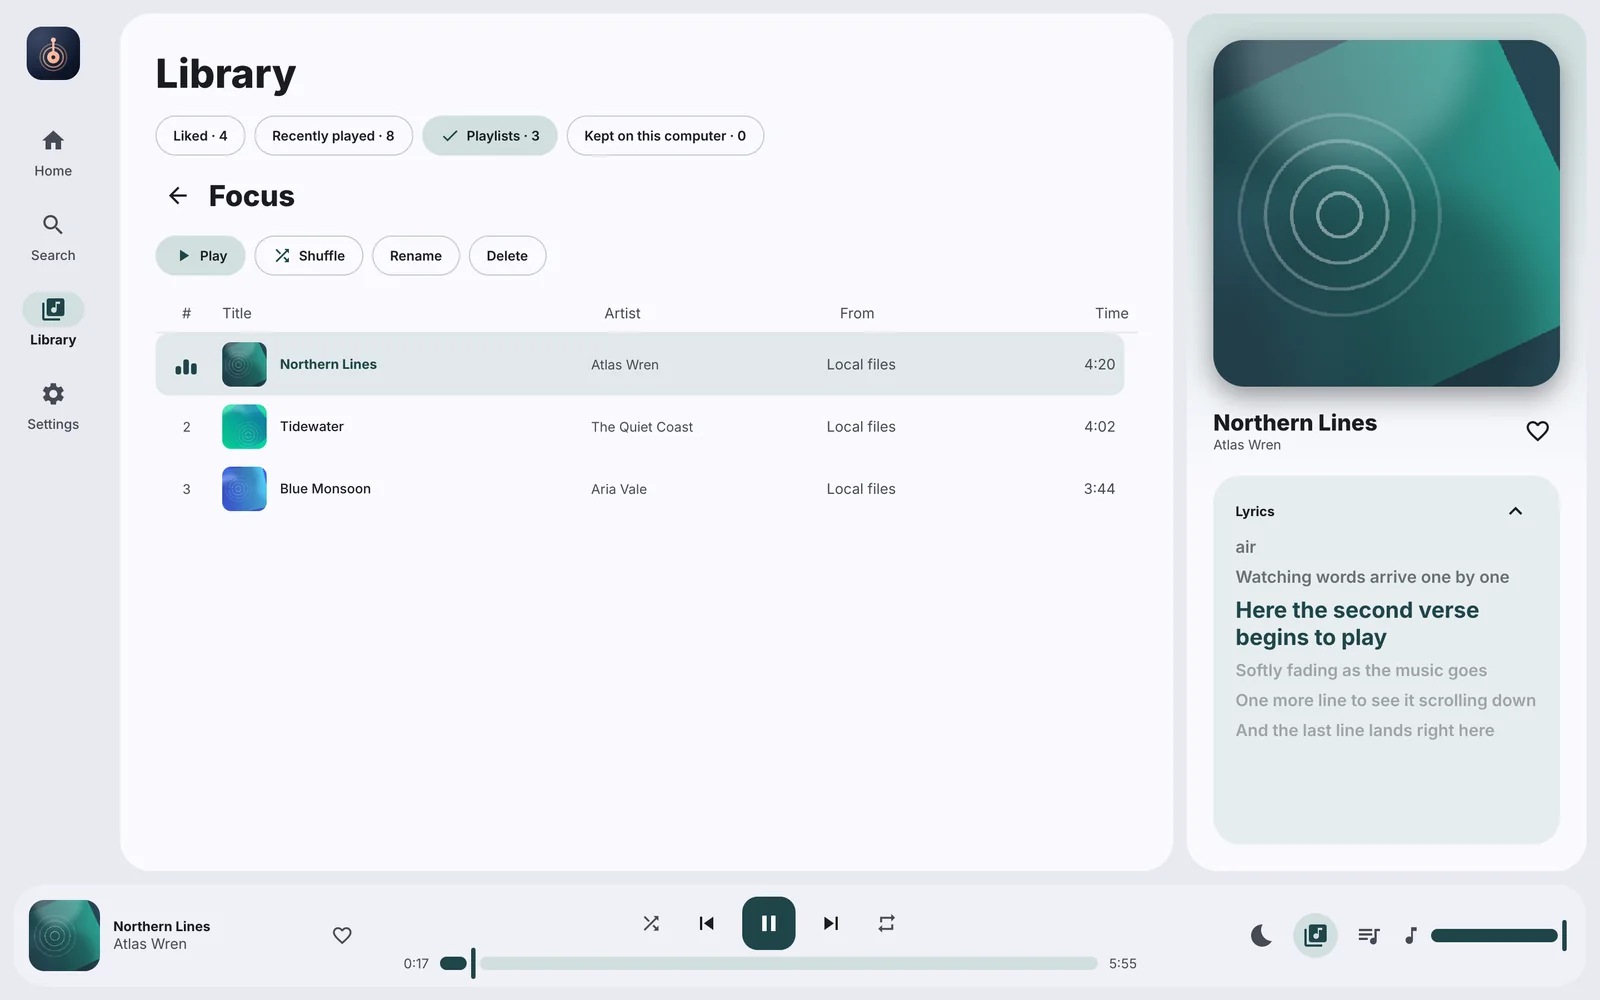 Library
Liked · 4
Recently played · 8
Playlists · 3
Kept on this computer · 0
Home
Search
Library
Settings
Focus
Play
Shuffle
Rename
Delete
# Title Artist From Time
Northern Lines Atlas Wren Local files 4:20
2 Tidewater The Quiet Coast Local files 4:02
3 Blue Monsoon Aria Vale Local files 3:44
Northern Lines
Atlas Wren
Lyrics
air
Watching words arrive one by one
Here the second verse
begins to play
Softly fading as the music goes
One more line to see it scrolling down
And the last line lands right here
Northern Lines
Atlas Wren
0:17
5:55